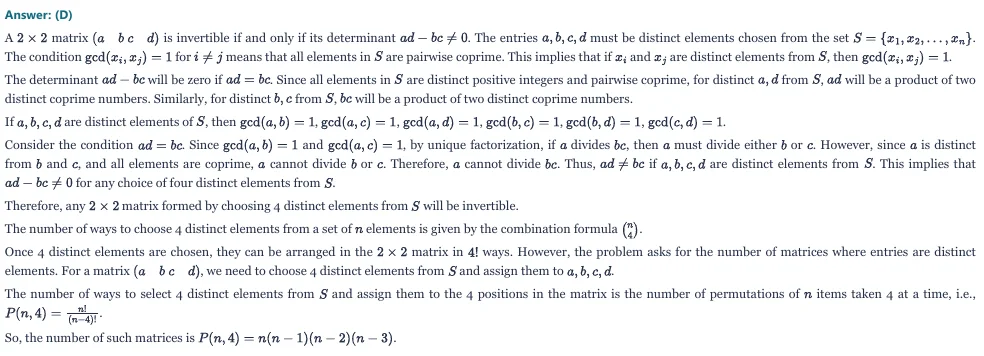 Answer: (D)
A 2 × 2 matrix (a b c d) is invertible if and only if its determinant ad – bc ≠ 0. The entries a, b, c, d must be distinct elements chosen from the set S = {x₁, x₂, . . . , xₙ}.
The condition gcd(xᵢ, xⱼ) = 1 for i ≠ j means that all elements in S are pairwise coprime. This implies that if xᵢ and xⱼ are distinct elements from S, then gcd(xᵢ, xⱼ) = 1.
The determinant ad – bc will be zero if ad = bc. Since all elements in S are distinct positive integers and pairwise coprime, for distinct a, d from S, ad will be a product of two
distinct coprime numbers. Similarly, for distinct b, c from S, bc will be a product of two distinct coprime numbers.
If a, b, c, d are distinct elements of S, then gcd(a, b) = 1, gcd(a, c) = 1, gcd(a, d) = 1, gcd(b, c) = 1, gcd(b, d) = 1, gcd(c, d) = 1.
Consider the condition ad = bc. Since gcd(a, b) = 1 and gcd(a, c) = 1, by unique factorization, if a divides bc, then a must divide either b or c. However, since a is distinct
from b and c, and all elements are coprime, a cannot divide b or c. Therefore, a cannot divide bc. Thus, ad ≠ bc if a, b, c, d are distinct elements from S. This implies that
ad – bc ≠ 0 for any choice of four distinct elements from S.
Therefore, any 2 × 2 matrix formed by choosing 4 distinct elements from S will be invertible.
The number of ways to choose 4 distinct elements from a set of n elements is given by the combination formula (n 4).
Once 4 distinct elements are chosen, they can be arranged in the 2 × 2 matrix in 4! ways. However, the problem asks for the number of matrices where entries are distinct
elements. For a matrix (a b c d), we need to choose 4 distinct elements from S and assign them to a, b, c, d.
The number of ways to select 4 distinct elements from S and assign them to the 4 positions in the matrix is the number of permutations of n items taken 4 at a time, i.e.,
P(n, 4) = n!/(n–4)!.
So, the number of such matrices is P(n, 4) = n(n – 1)(n – 2)(n – 3).